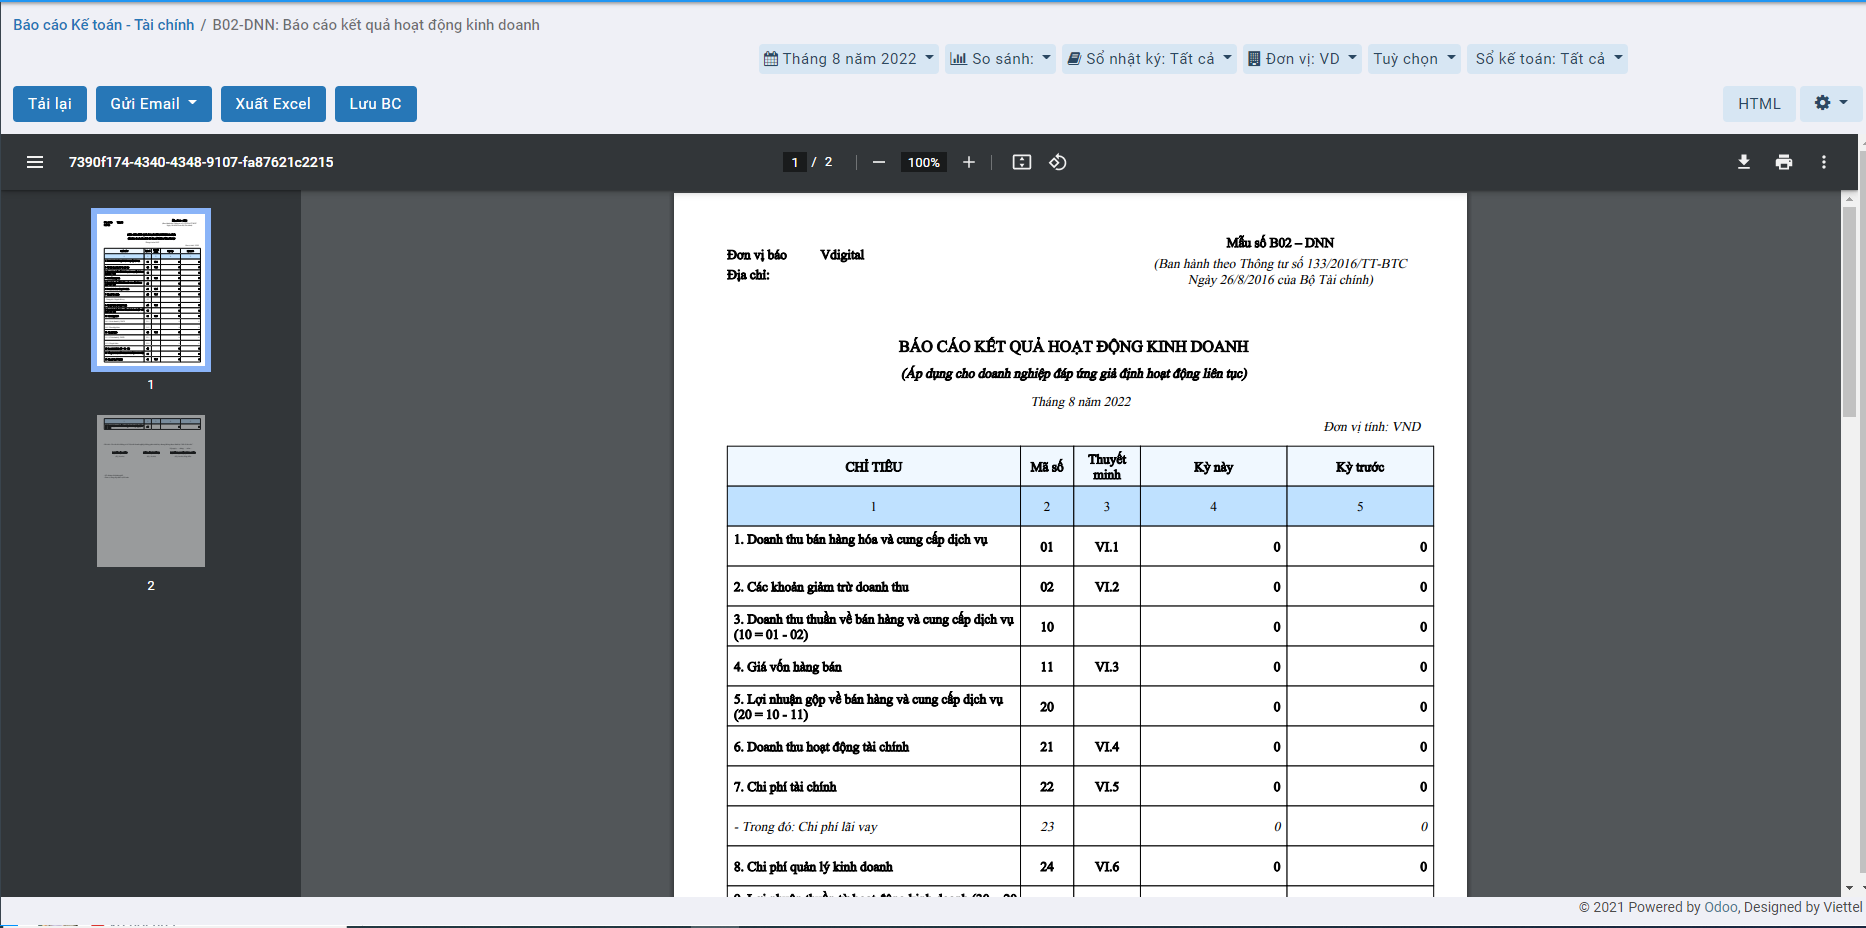 Báo cáo Kế toán - Tài chính / B02-DNN: Báo cáo kết quả hoạt động kinh doanh
Tháng 8 năm 2022 So sánh: Sổ nhật ký: Tất cả Đơn vị: VD Tuỳ chọn Sổ kế toán: Tất cả
Tải lại Gửi Email Xuất Excel Lưu BC HTML
7390f174-4340-4348-9107-fa87621c2215 1 / 2 100%
1
2
Mẫu số B02 – DNN
Đơn vị báo Vdigital
(Ban hành theo Thông tư số 133/2016/TT-BTC
Địa chỉ:
Ngày 26/8/2016 của Bộ Tài chính)
BÁO CÁO KẾT QUẢ HOẠT ĐỘNG KINH DOANH
(Áp dụng cho doanh nghiệp đáp ứng giả định hoạt động liên tục)
Tháng 8 năm 2022
Đơn vị tính: VND
CHỈ TIÊU Mã số Thuyết minh Kỳ này Kỳ trước
1 2 3 4 5
1. Doanh thu bán hàng hóa và cung cấp dịch vụ 01 VI.1 0 0
2. Các khoản giảm trừ doanh thu 02 VI.2 0 0
3. Doanh thu thuần về bán hàng và cung cấp dịch vụ
(10 = 01 - 02) 10 0 0
4. Giá vốn hàng bán 11 VI.3 0 0
5. Lợi nhuận gộp về bán hàng và cung cấp dịch vụ
(20 = 10 - 11) 20 0 0
6. Doanh thu hoạt động tài chính 21 VI.4 0 0
7. Chi phí tài chính 22 VI.5 0 0
- Trong đó: Chi phí lãi vay 23 0 0
8. Chi phí quản lý kinh doanh 24 VI.6 0 0
© 2021 Powered by Odoo, Designed by Viettel